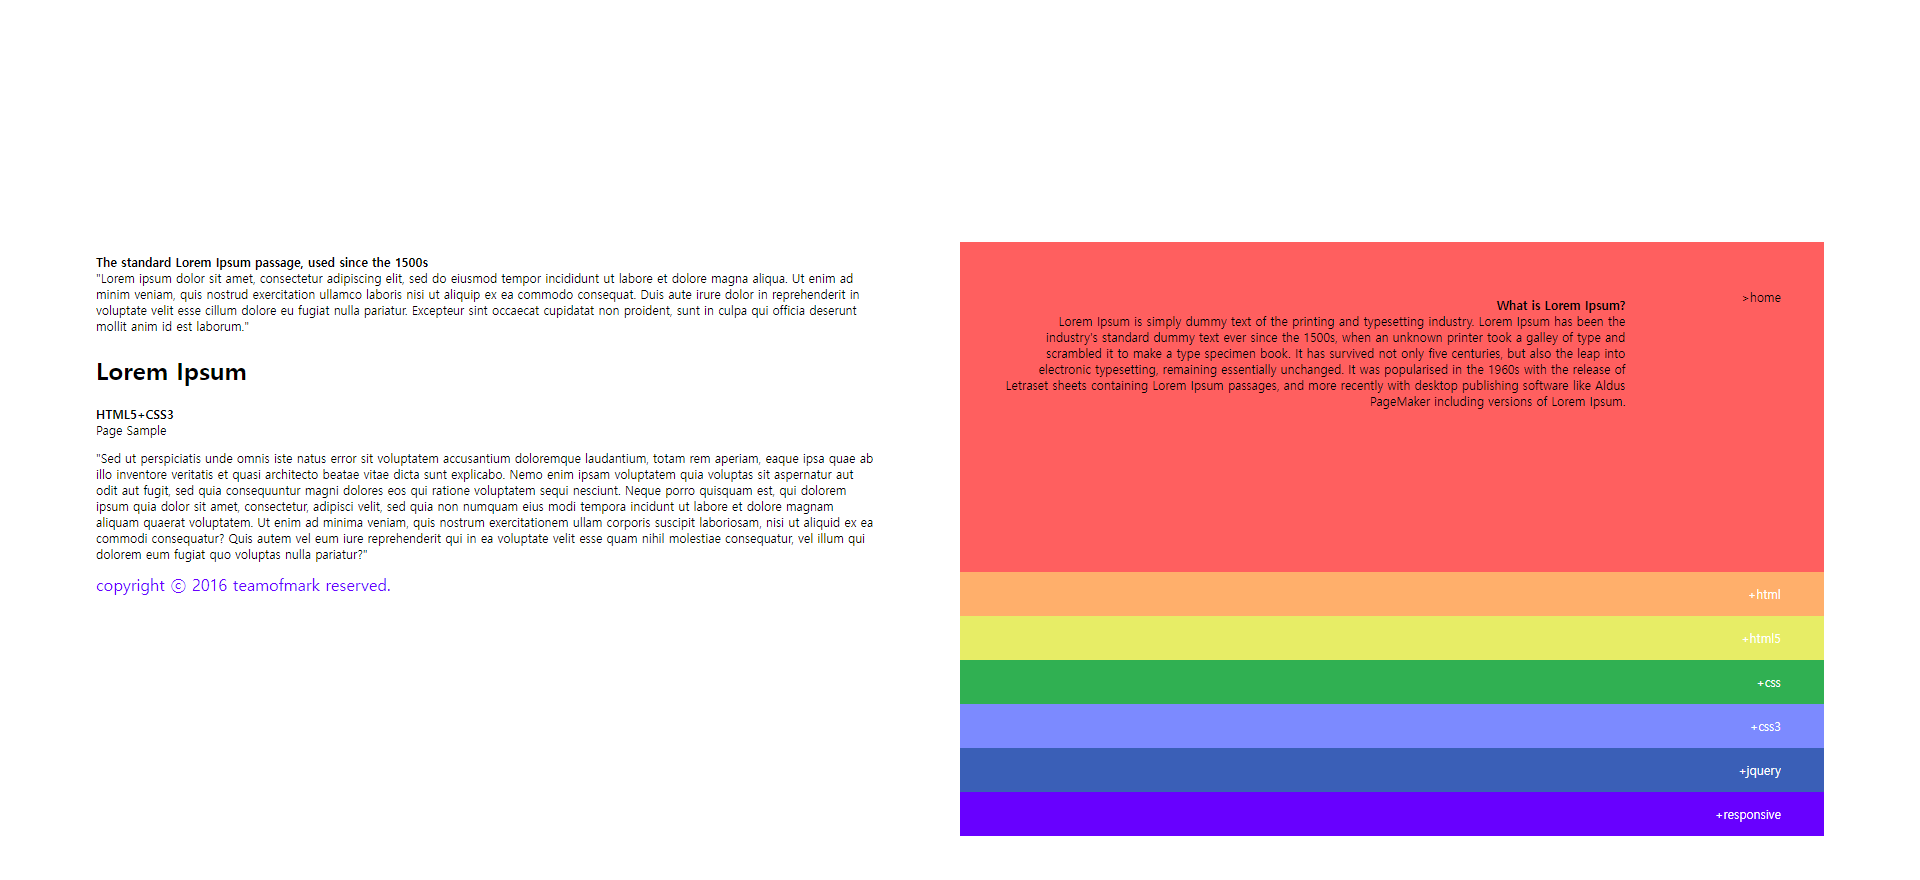 The standard Lorem Ipsum passage, used since the 1500s
"Lorem ipsum dolor sit amet, consectetur adipiscing elit, sed do eiusmod tempor incididunt ut labore et dolore magna aliqua. Ut enim ad
minim veniam, quis nostrud exercitation ullamco laboris nisi ut aliquip ex ea commodo consequat. Duis aute irure dolor in reprehenderit in
voluptate velit esse cillum dolore eu fugiat nulla pariatur. Excepteur sint occaecat cupidatat non proident, sunt in culpa qui officia deserunt
mollit anim id est laborum."
Lorem Ipsum
HTML5+CSS3
Page Sample
"Sed ut perspiciatis unde omnis iste natus error sit voluptatem accusantium doloremque laudantium, totam rem aperiam, eaque ipsa quae ab
illo inventore veritatis et quasi architecto beatae vitae dicta sunt explicabo. Nemo enim ipsam voluptatem quia voluptas sit aspernatur aut
odit aut fugit, sed quia consequuntur magni dolores eos qui ratione voluptatem sequi nesciunt. Neque porro quisquam est, qui dolorem
ipsum quia dolor sit amet, consectetur, adipisci velit, sed quia non numquam eius modi tempora incidunt ut labore et dolore magnam
aliquam quaerat voluptatem. Ut enim ad minima veniam, quis nostrum exercitationem ullam corporis suscipit laboriosam, nisi ut aliquid ex ea
commodi consequatur? Quis autem vel eum iure reprehenderit qui in ea voluptate velit esse quam nihil molestiae consequatur, vel illum qui
dolorem eum fugiat quo voluptas nulla pariatur?"
copyright ⓒ 2016 teamofmark reserved.
>home
What is Lorem Ipsum?
Lorem Ipsum is simply dummy text of the printing and typesetting industry. Lorem Ipsum has been the
industry's standard dummy text ever since the 1500s, when an unknown printer took a galley of type and
scrambled it to make a type specimen book. It has survived not only five centuries, but also the leap into
electronic typesetting, remaining essentially unchanged. It was popularised in the 1960s with the release of
Letraset sheets containing Lorem Ipsum passages, and more recently with desktop publishing software like Aldus
PageMaker including versions of Lorem Ipsum.
+html
+html5
+css
+css3
+jquery
+responsive